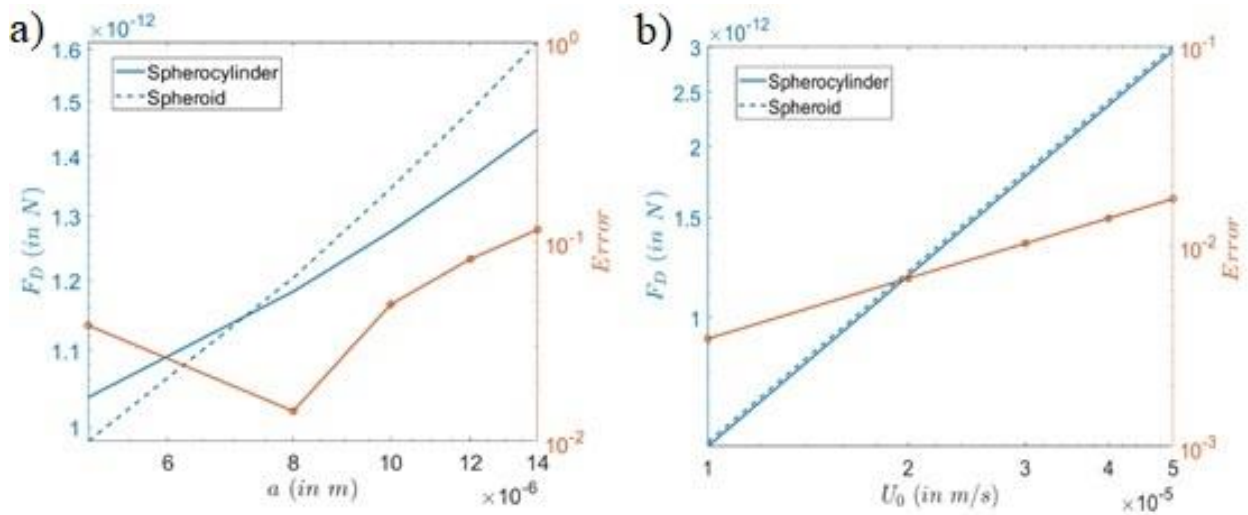 a)
×10⁻¹²
1.6
1.5
1.4
1.3
1.2
1.1
1
F_D (in N)
Spherocylinder
Spheroid
10⁰
10⁻¹
10⁻²
Error
6
8
10
12
14
a (in m)
×10⁻⁶
b)
×10⁻¹²
3
2.5
2
1.5
1
F_D (in N)
Spherocylinder
Spheroid
10⁻¹
10⁻²
10⁻³
Error
1
2
3
4
5
U₀ (in m/s)
×10⁻⁵